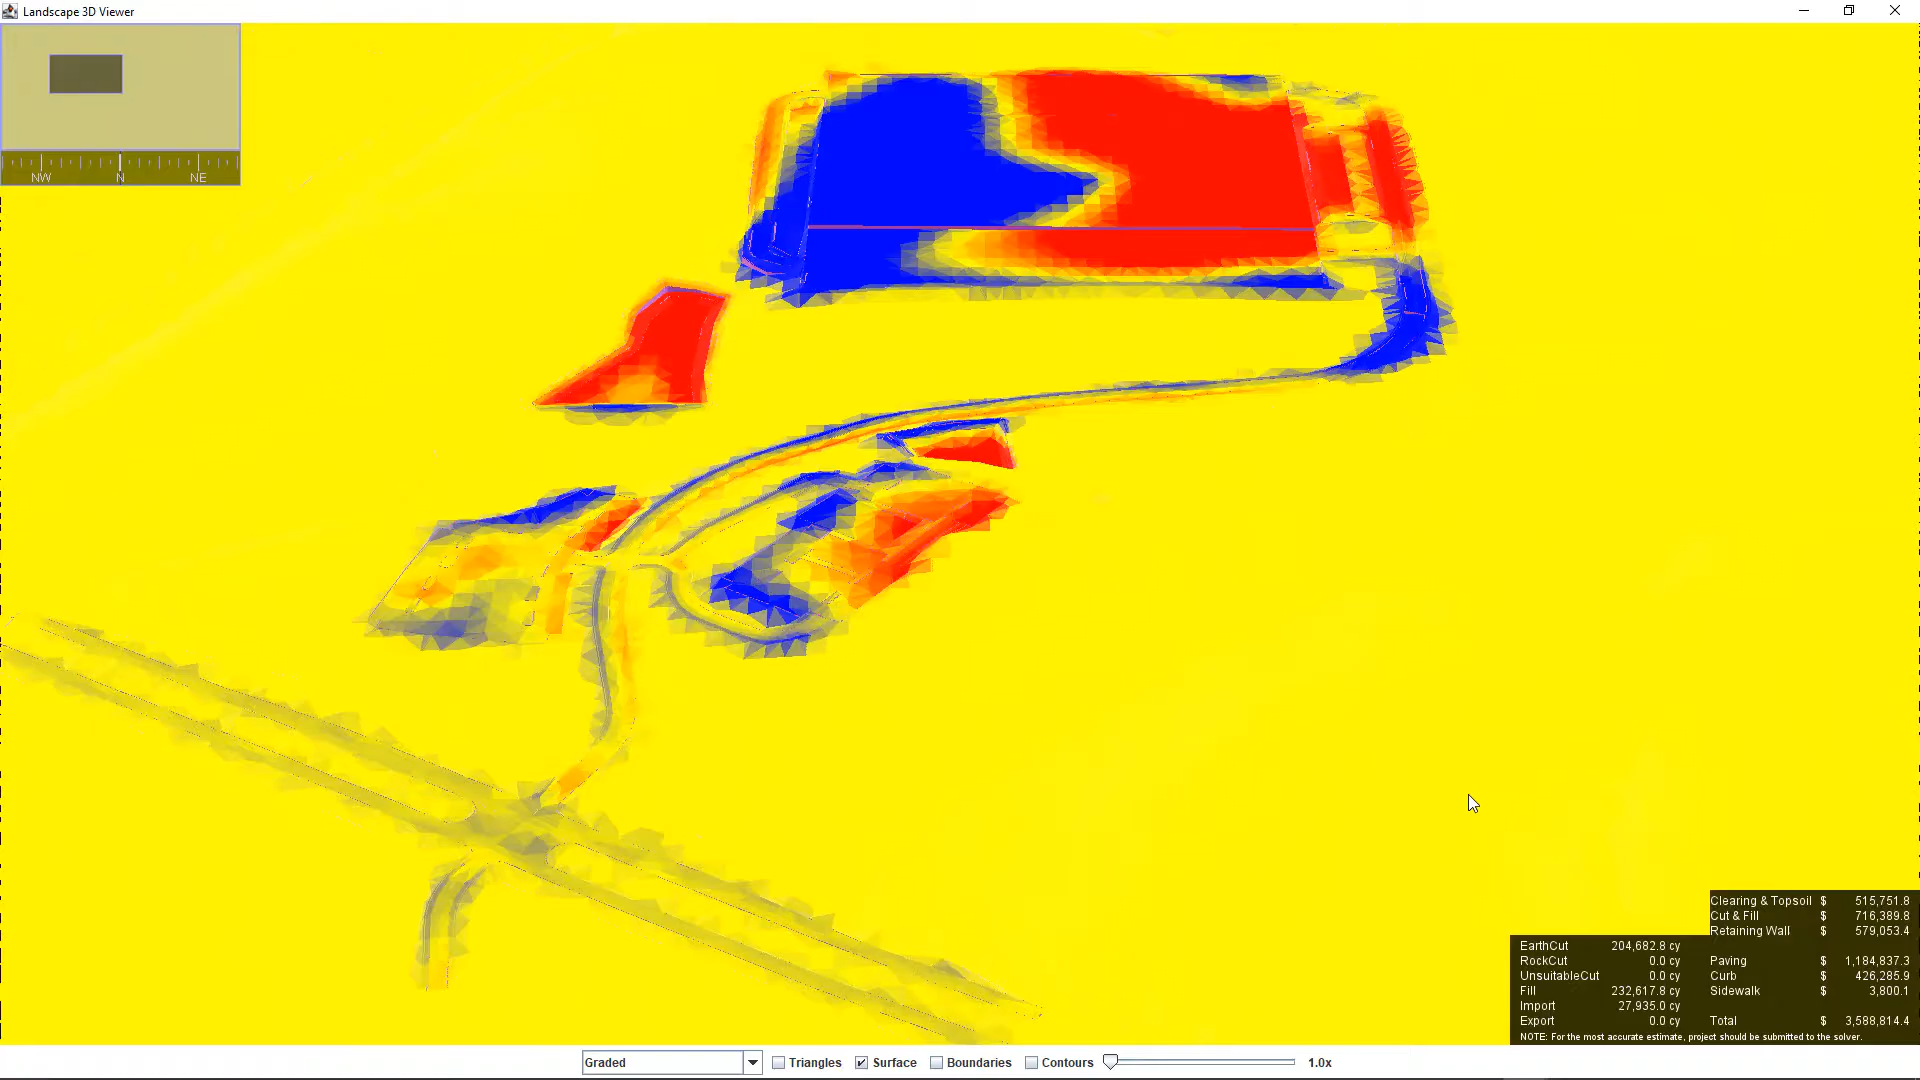 Landscape 3D Viewer
NW N NE
Clearing & Topsoil $ 515,751.8
Cut & Fill $ 716,389.8
Retaining Wall $ 579,053.4
EarthCut 204,682.8 cy
RockCut 0.0 cy Paving $ 1,184,837.3
UnsuitableCut 0.0 cy Curb $ 426,285.9
Fill 232,617.8 cy Sidewalk $ 3,800.1
Import 27,935.0 cy
Export 0.0 cy Total $ 3,588,814.4
NOTE: For the most accurate estimate, project should be submitted to the solver.
Graded Triangles Surface Boundaries Contours 1.0x